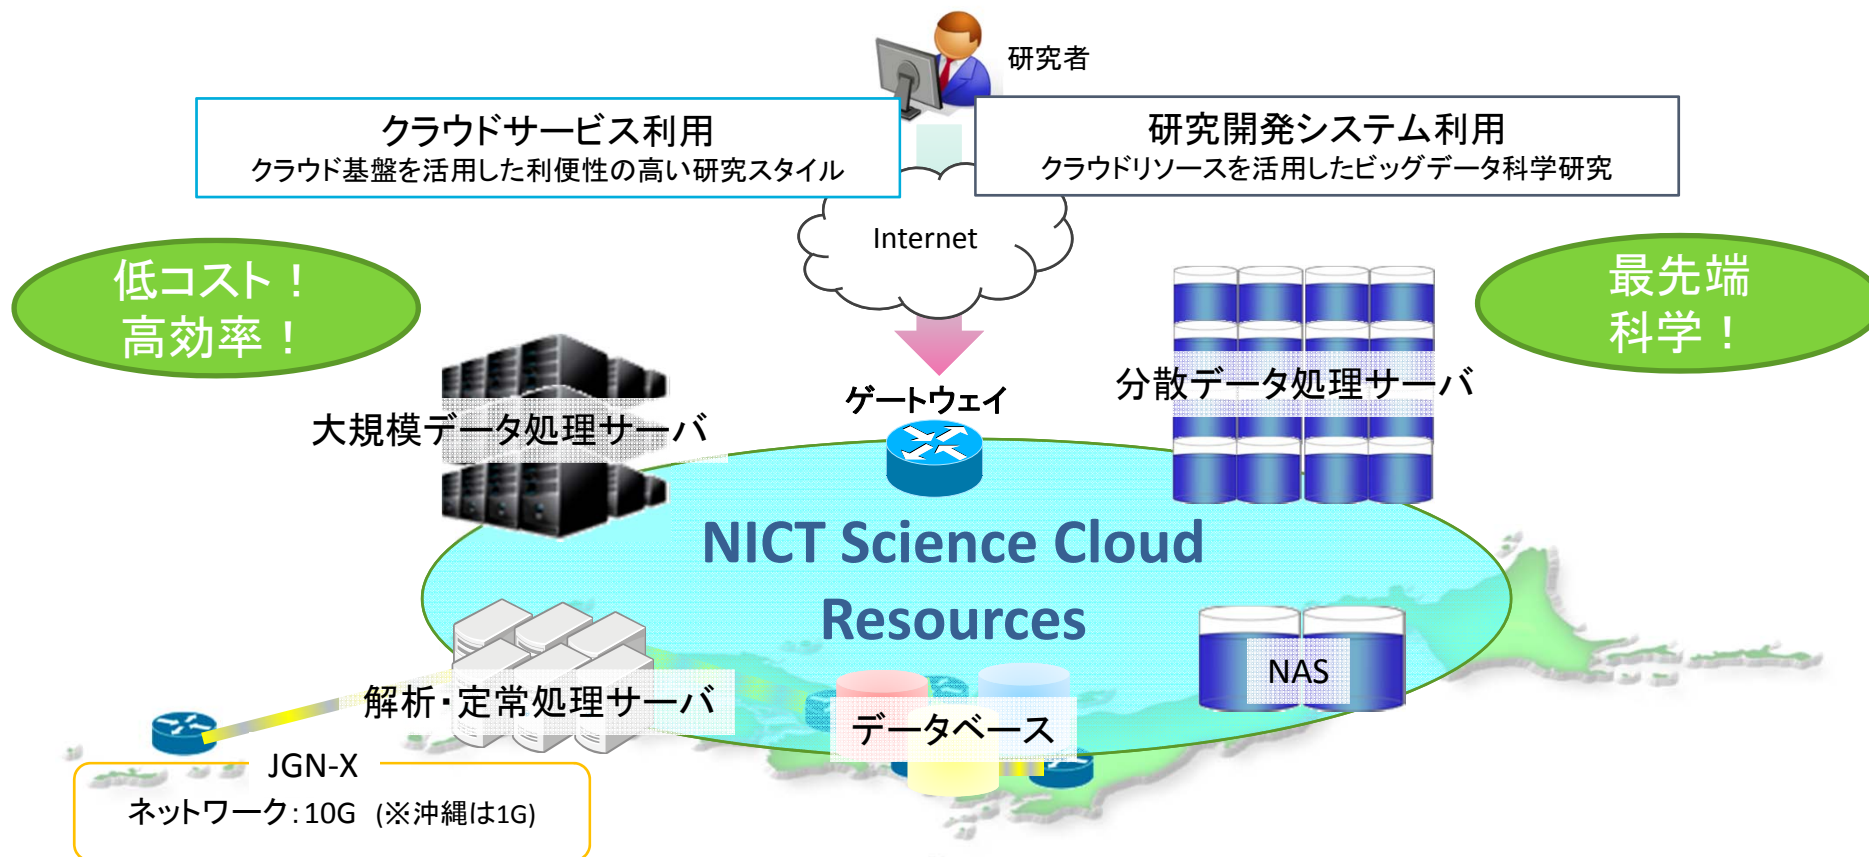 研究者
クラウドサービス利用
クラウド基盤を活用した利便性の高い研究スタイル
研究開発システム利用
クラウドリソースを活用したビッグデータ科学研究
Internet
低コスト！
高効率！
最先端
科学！
ゲートウェイ
分散データ処理サーバ
大規模データ処理サーバ
NICT Science Cloud
Resources
NAS
解析・定常処理サーバ
データベース
JGN-X
ネットワーク：10G (※沖縄は1G)